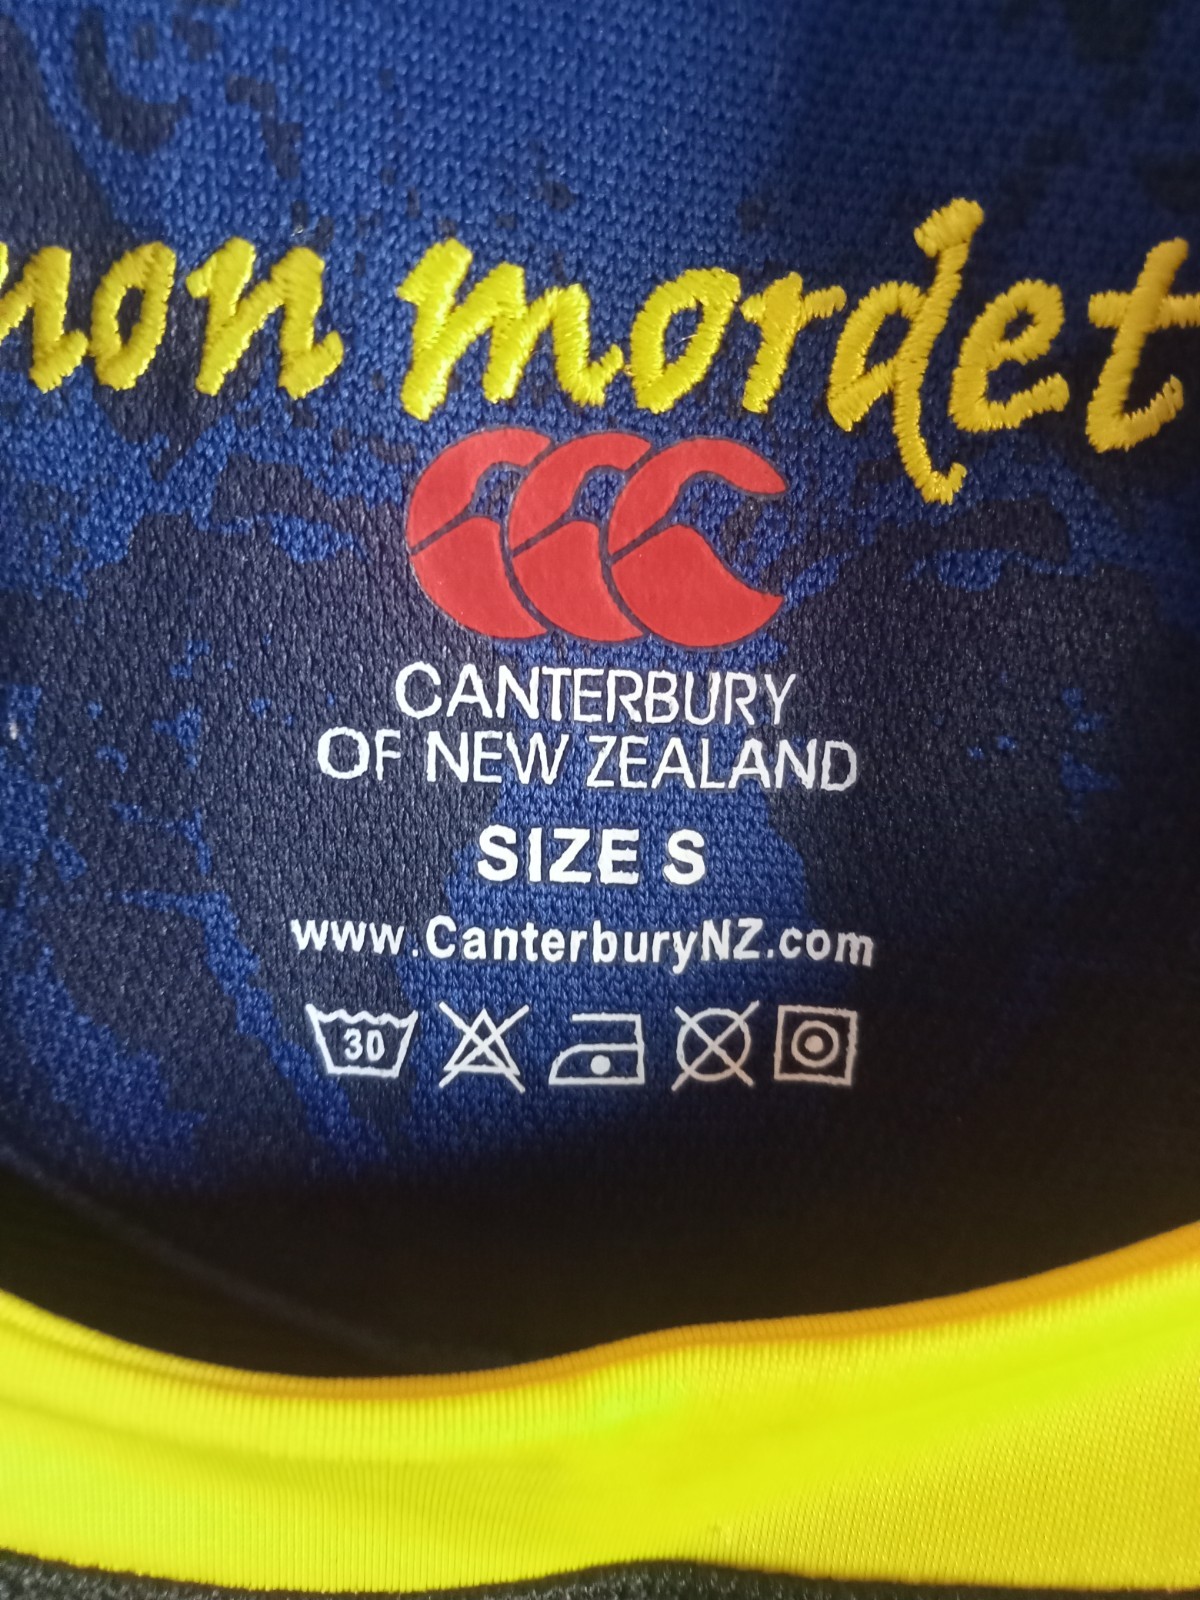 non mordet
CANTERBURY
OF NEW ZEALAND
SIZE S
www.CanterburyNZ.com
30